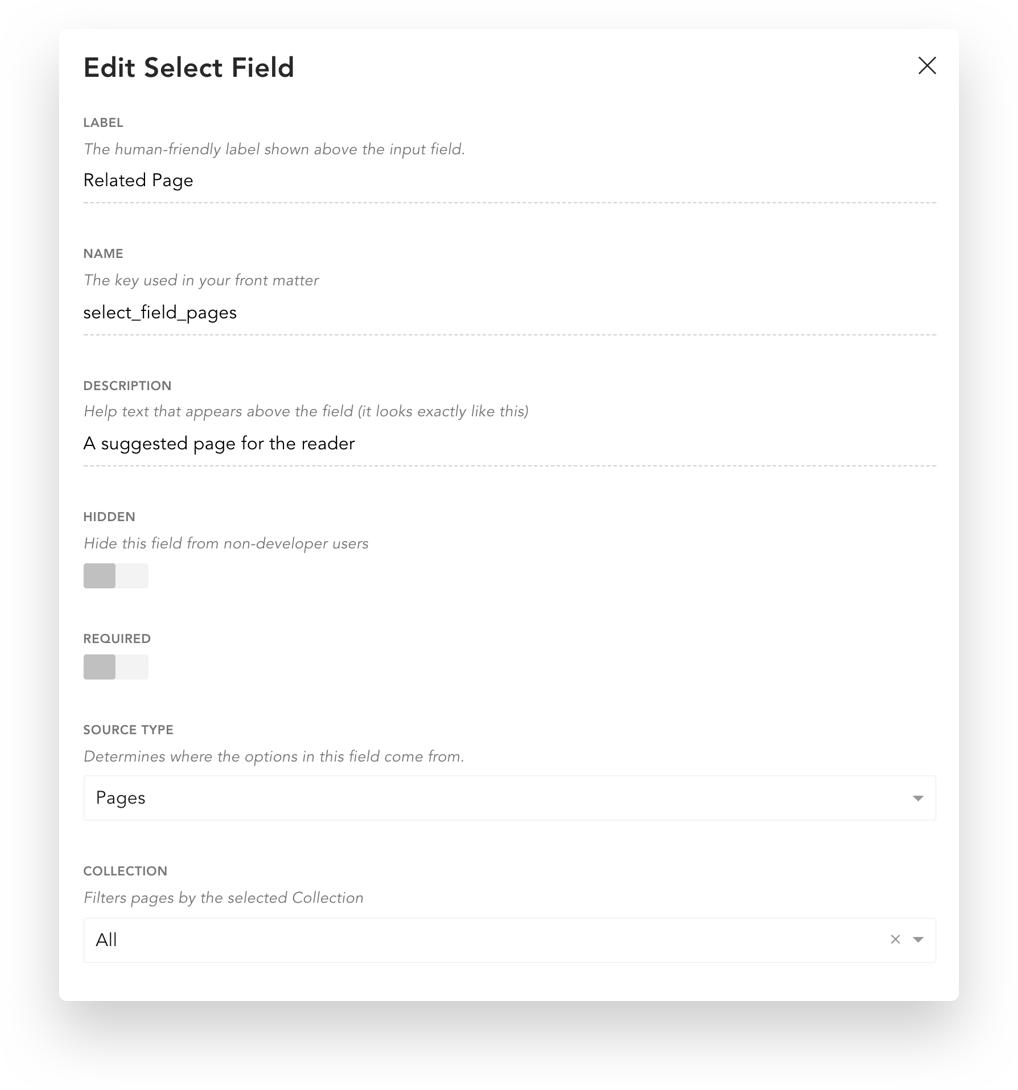 Edit Select Field
LABEL
The human-friendly label shown above the input field.
Related Page
NAME
The key used in your front matter
select_field_pages
DESCRIPTION
Help text that appears above the field (it looks exactly like this)
A suggested page for the reader
HIDDEN
Hide this field from non-developer users
REQUIRED
SOURCE TYPE
Determines where the options in this field come from.
Pages
COLLECTION
Filters pages by the selected Collection
All